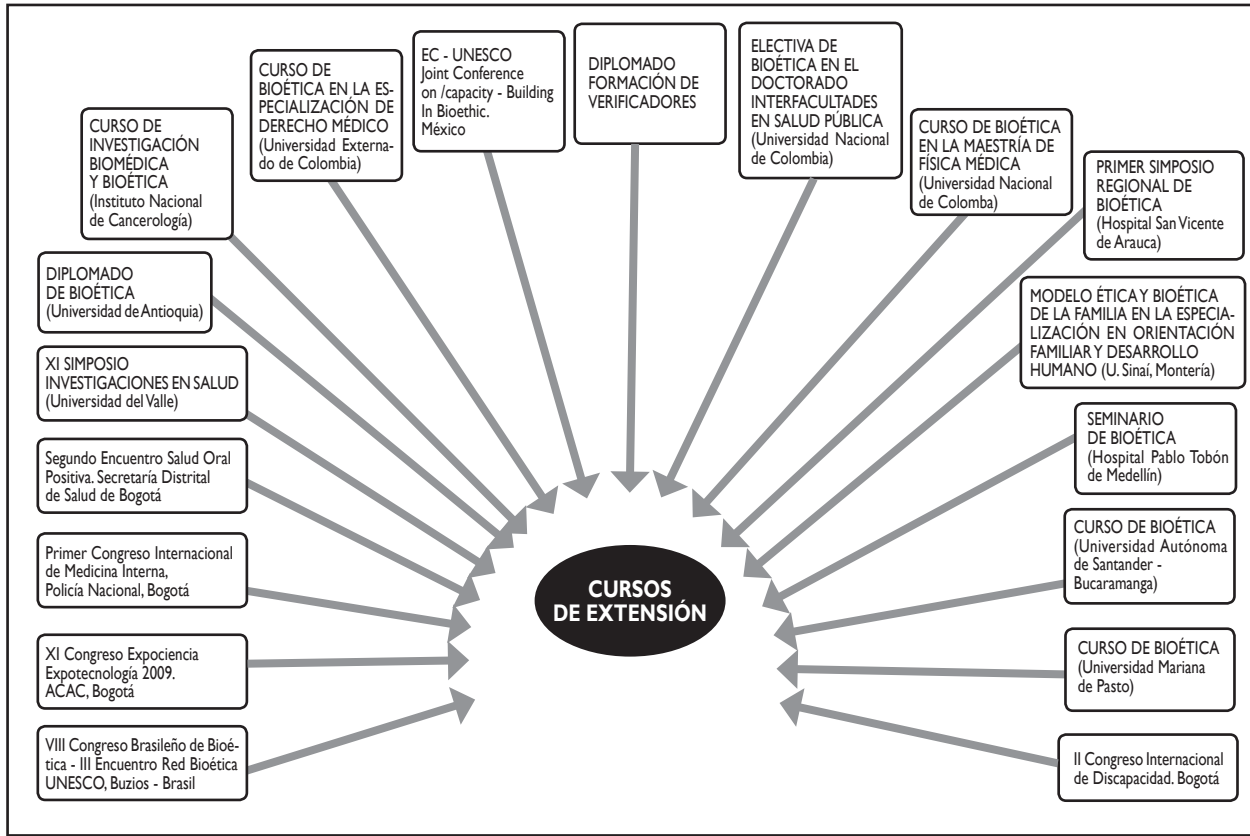 EC - UNESCO
Joint Conference
on /capacity - Building
In Bioethic.
México
DIPLOMADO
FORMACIÓN DE
VERIFICADORES
ELECTIVA DE
BIOÉTICA EN EL
DOCTORADO
INTERFACULTADES
EN SALUD PÚBLICA
(Universidad Nacional
de Colombia)
CURSO DE
BIOÉTICA EN LA ES-
PECIALIZACIÓN DE
DERECHO MÉDICO
(Universidad Externa-
do de Colombia)
CURSO DE
INVESTIGACIÓN
BIOMÉDICA
Y BIOÉTICA
(Instituto Nacional
de Cancerología)
CURSO DE BIOÉTICA
EN LA MAESTRÍA DE
FÍSICA MÉDICA
(Universidad Nacional
de Colomba)
PRIMER SIMPOSIO
REGIONAL DE
BIOÉTICA
(Hospital San Vicente
de Arauca)
DIPLOMADO
DE BIOÉTICA
(Universidad de Antioquia)
MODELO ÉTICA Y BIOÉTICA
DE LA FAMILIA EN LA ESPECIA-
LIZACIÓN EN ORIENTACIÓN
FAMILIAR Y DESARROLLO
HUMANO (U. Sinaí, Montería)
XI SIMPOSIO
INVESTIGACIONES EN SALUD
(Universidad del Valle)
SEMINARIO
DE BIOÉTICA
(Hospital Pablo Tobón
de Medellín)
Segundo Encuentro Salud Oral
Positiva. Secretaría Distrital
de Salud de Bogotá
CURSO DE BIOÉTICA
(Universidad Autónoma
de Santander -
Bucaramanga)
Primer Congreso Internacional
de Medicina Interna,
Policía Nacional, Bogotá
CURSOS
DE EXTENSIÓN
XI Congreso Expociencia
Expotecnología 2009.
ACAC, Bogotá
CURSO DE BIOÉTICA
(Universidad Mariana
de Pasto)
VIII Congreso Brasileño de Bioé-
tica - III Encuentro Red Bioética
UNESCO, Buzios - Brasil
II Congreso Internacional
de Discapacidad. Bogotá